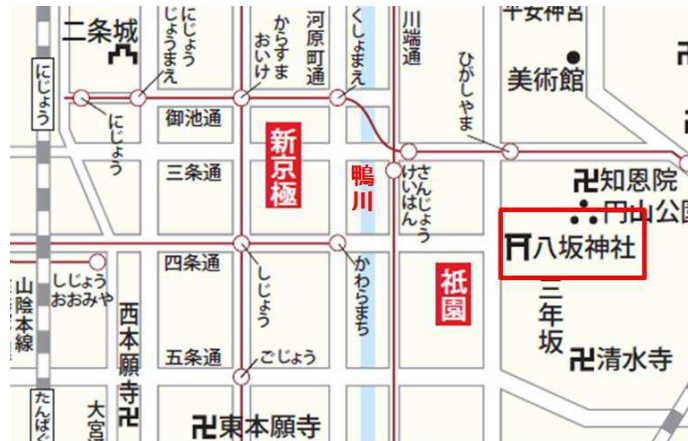 二条城
にじょう
じょうまえ
にじょう
からすま
おいけ
河原町通
くしょまえ
川端通
ひがしやま
平安神宮
美術館
にじょう
御池通
新京極
三条通
鴨川
さんじょう
けいはん
知恩院
円山公園
八坂神社
四条通
しじょう
おおみや
しじょう
かわらまち
祇園
三年坂
山陰本線
西本願寺
五条通
ごじょう
清水寺
たんばぐ
大宮
東本願寺